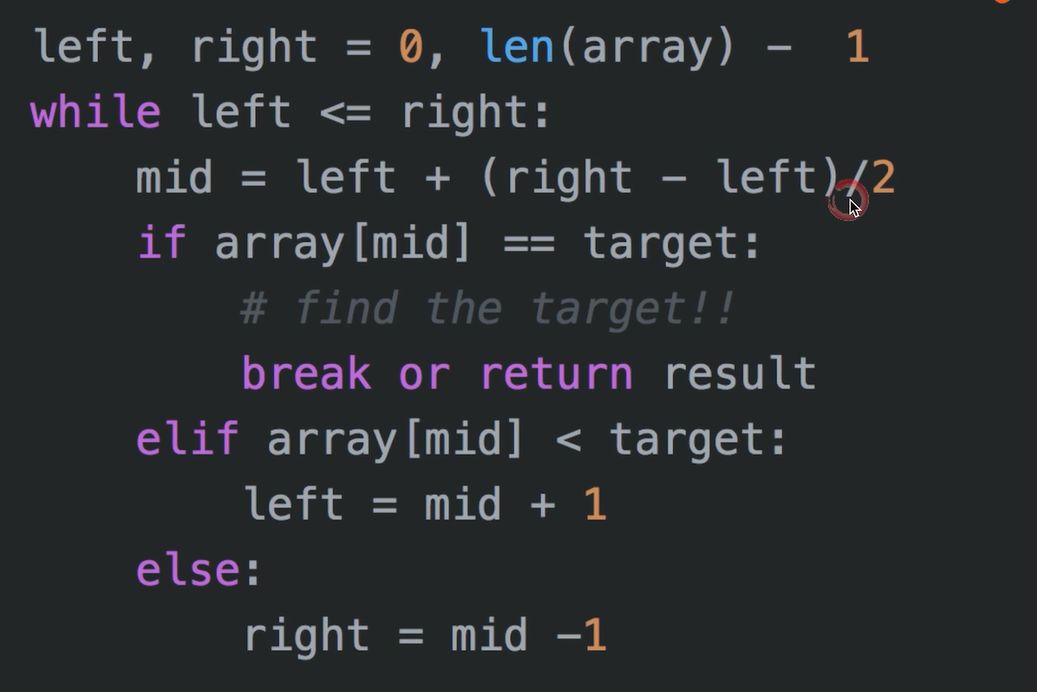 left, right = 0, len(array) -  1
while left <= right:
    mid = left + (right - left)/2
    if array[mid] == target:
        # find the target!!
        break or return result
    elif array[mid] < target:
        left = mid + 1
    else:
        right = mid -1